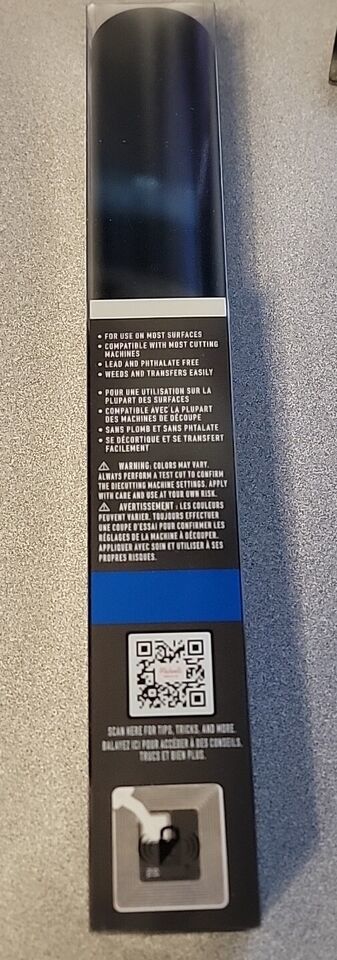 • FOR USE ON MOST SURFACES
• COMPATIBLE WITH MOST CUTTING
MACHINES
• LEAD AND PHTHALATE FREE
• WEEDS AND TRANSFERS EASILY
• POUR UNE UTILISATION SUR LA
PLUPART DES SURFACES
• COMPATIBLE AVEC LA PLUPART
DES MACHINES DE DÉCOUPE
• SANS PLOMB ET SANS PHTALATE
• SE DÉCORTIQUE ET SE TRANSFERT
FACILEMENT
WARNING: COLORS MAY VARY.
ALWAYS PERFORM A TEST CUT TO CONFIRM
THE DIECUTTING MACHINE SETTINGS. APPLY
WITH CARE AND USE AT YOUR OWN RISK.
AVERTISSEMENT : LES COULEURS
PEUVENT VARIER. TOUJOURS EFFECTUER
UNE COUPE D'ESSAI POUR CONFIRMER LES
RÉGLAGES DE LA MACHINE À DÉCOUPER.
APPLIQUER AVEC SOIN ET UTILISER À SES
PROPRES RISQUES.
SCAN HERE FOR TIPS, TRICKS, AND MORE.
BALAYEZ ICI POUR ACCÉDER À DES CONSEILS,
TRUCS ET BIEN PLUS.